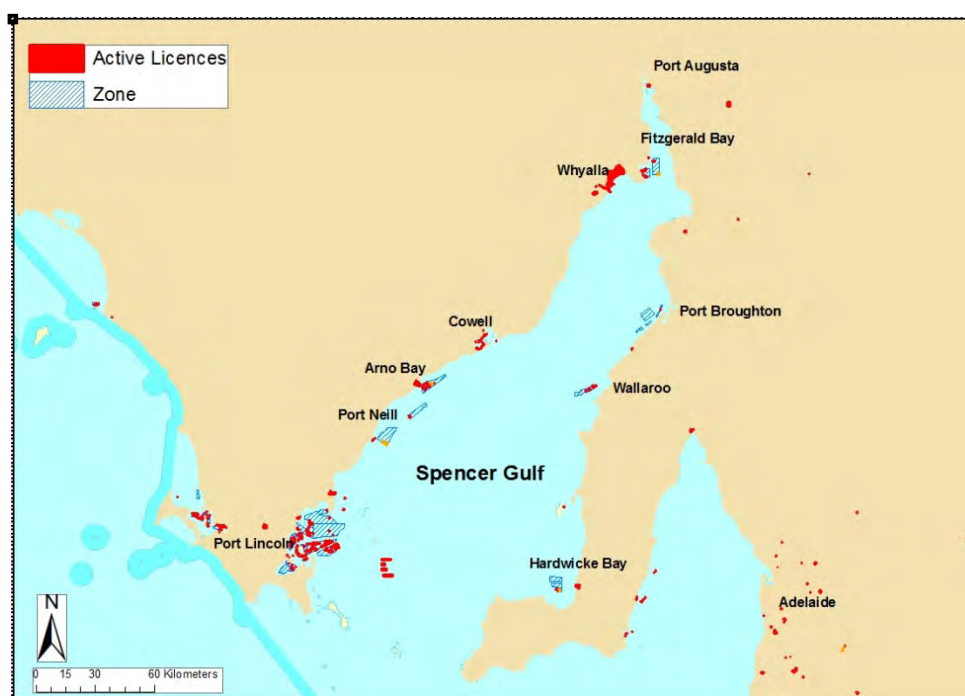 Active Licences
Zone
Port Augusta
Fitzgerald Bay
Whyalla
Port Broughton
Cowell
Arno Bay
Wallaroo
Port Neill
Spencer Gulf
Port Lincoln
Hardwicke Bay
Adelaide
N
0 15 30 60 Kilometers